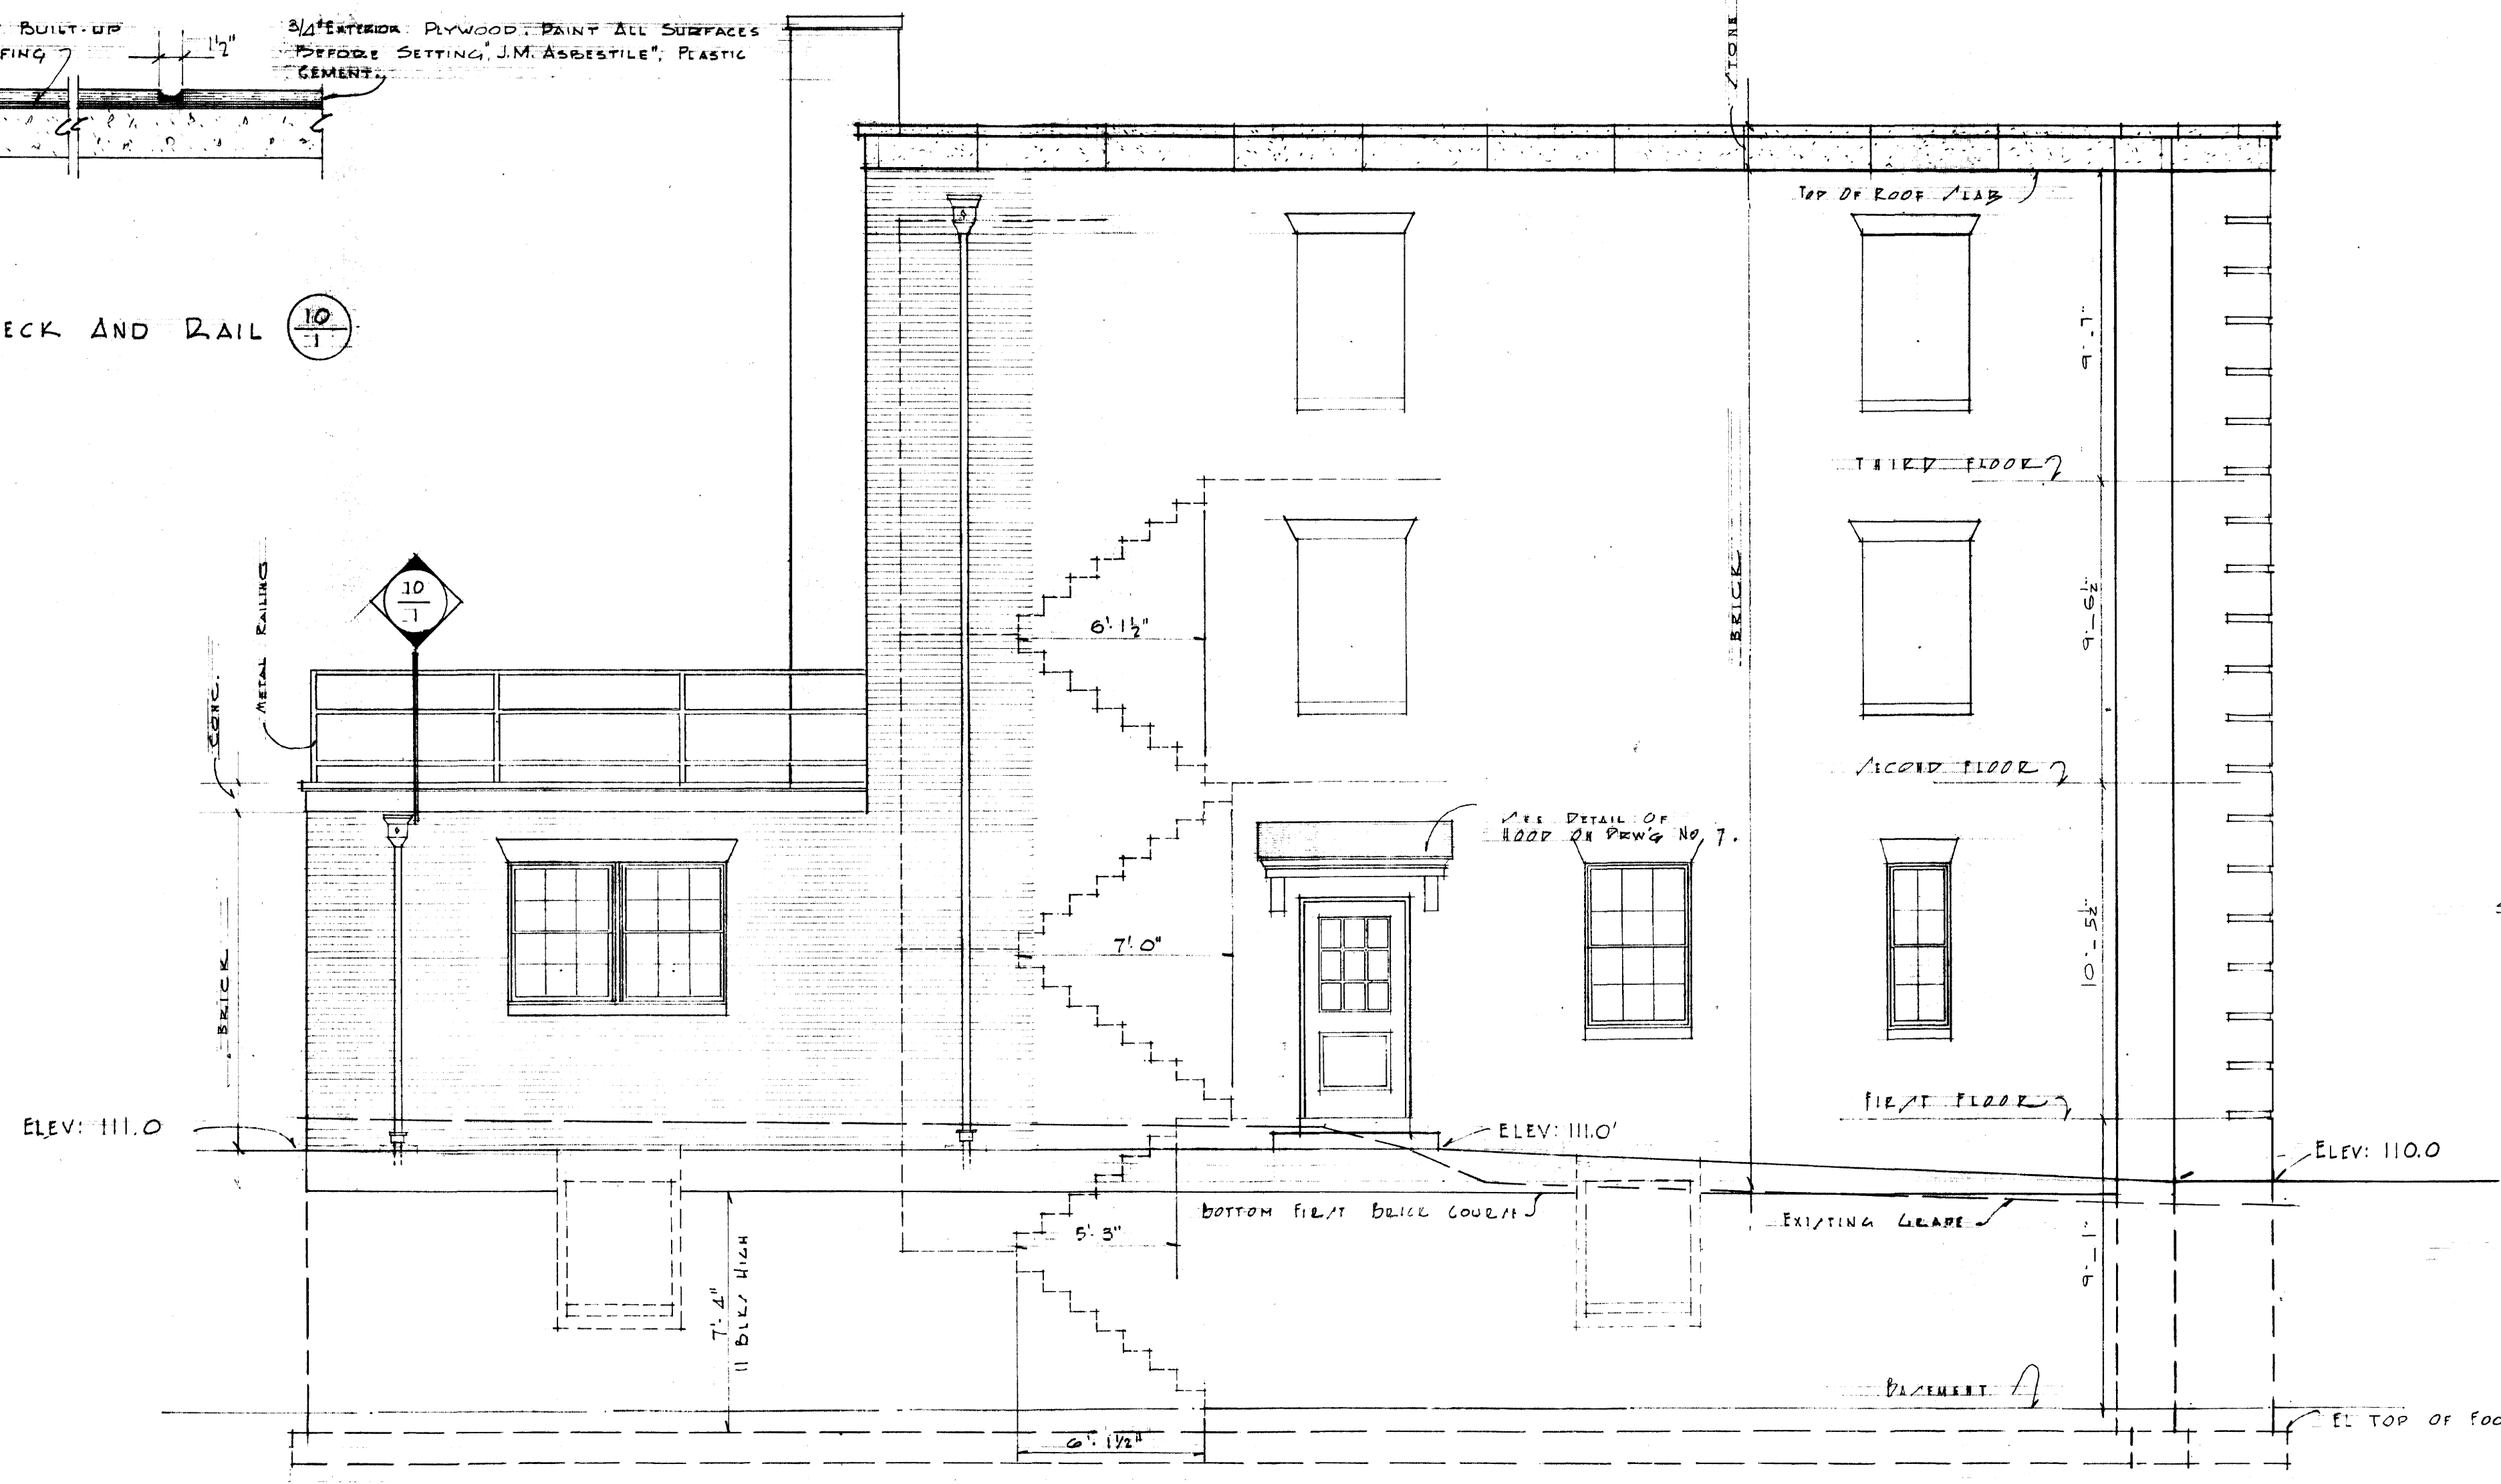 BUILT-UP
1½"
3/4" EXTERIOR PLYWOOD. PAINT ALL SURFACES
BEFORE SETTING, "J.M. ASBESTILE", PLASTIC
CEMENT.
STONE
TOP OF ROOF SLAB
AND RAIL
10
1
9'-7"
THIRD FLOOR
METAL RAILING
CONC.
10
1
6'-1½"
BRICK
9'-6½"
SECOND FLOOR
SEE DETAIL OF
HOOD ON DRW'G NO. 7.
BRICK
7'-0"
10'-5½"
FIRST FLOOR
ELEV: 111.0
ELEV: 111.0'
ELEV: 110.0
BOTTOM FIRST BRICK COURSE
EXISTING GRADE
5'-3"
7'-4"
11 BLKS HIGH
9'-1"
BASEMENT
EL TOP OF
6'-1½"